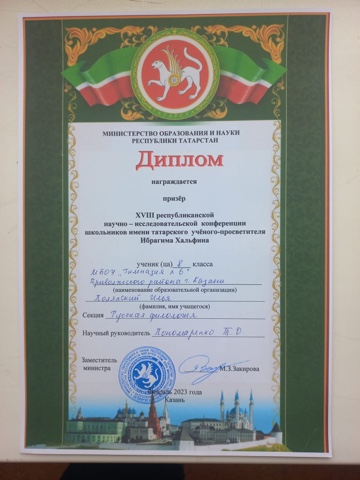 МИНИСТЕРСТВО ОБРАЗОВАНИЯ И НАУКИ
РЕСПУБЛИКИ ТАТАРСТАН
Диплом
награждается
призёр
XVIII республиканской
научно – исследовательской конференции
школьников имени татарского учёного-просветителя
Ибрагима Хальфина
ученик (ца) 8 класса
МБОУ "Гимназия № 6"
Приволжского района г. Казани
(наименование образовательной организации)
Полянский Илья
(фамилия, имя учащегося)
Секция Русская филология
Научный руководитель Пономаренко Т.О
Заместитель
министра
М.З.Закирова
2023 года
Казань